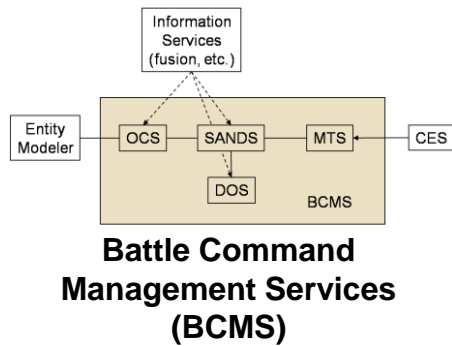 Information
Services
(fusion, etc.)
Entity
Modeler
OCS
SANDS
MTS
CES
DOS
BCMS
Battle Command
Management Services
(BCMS)